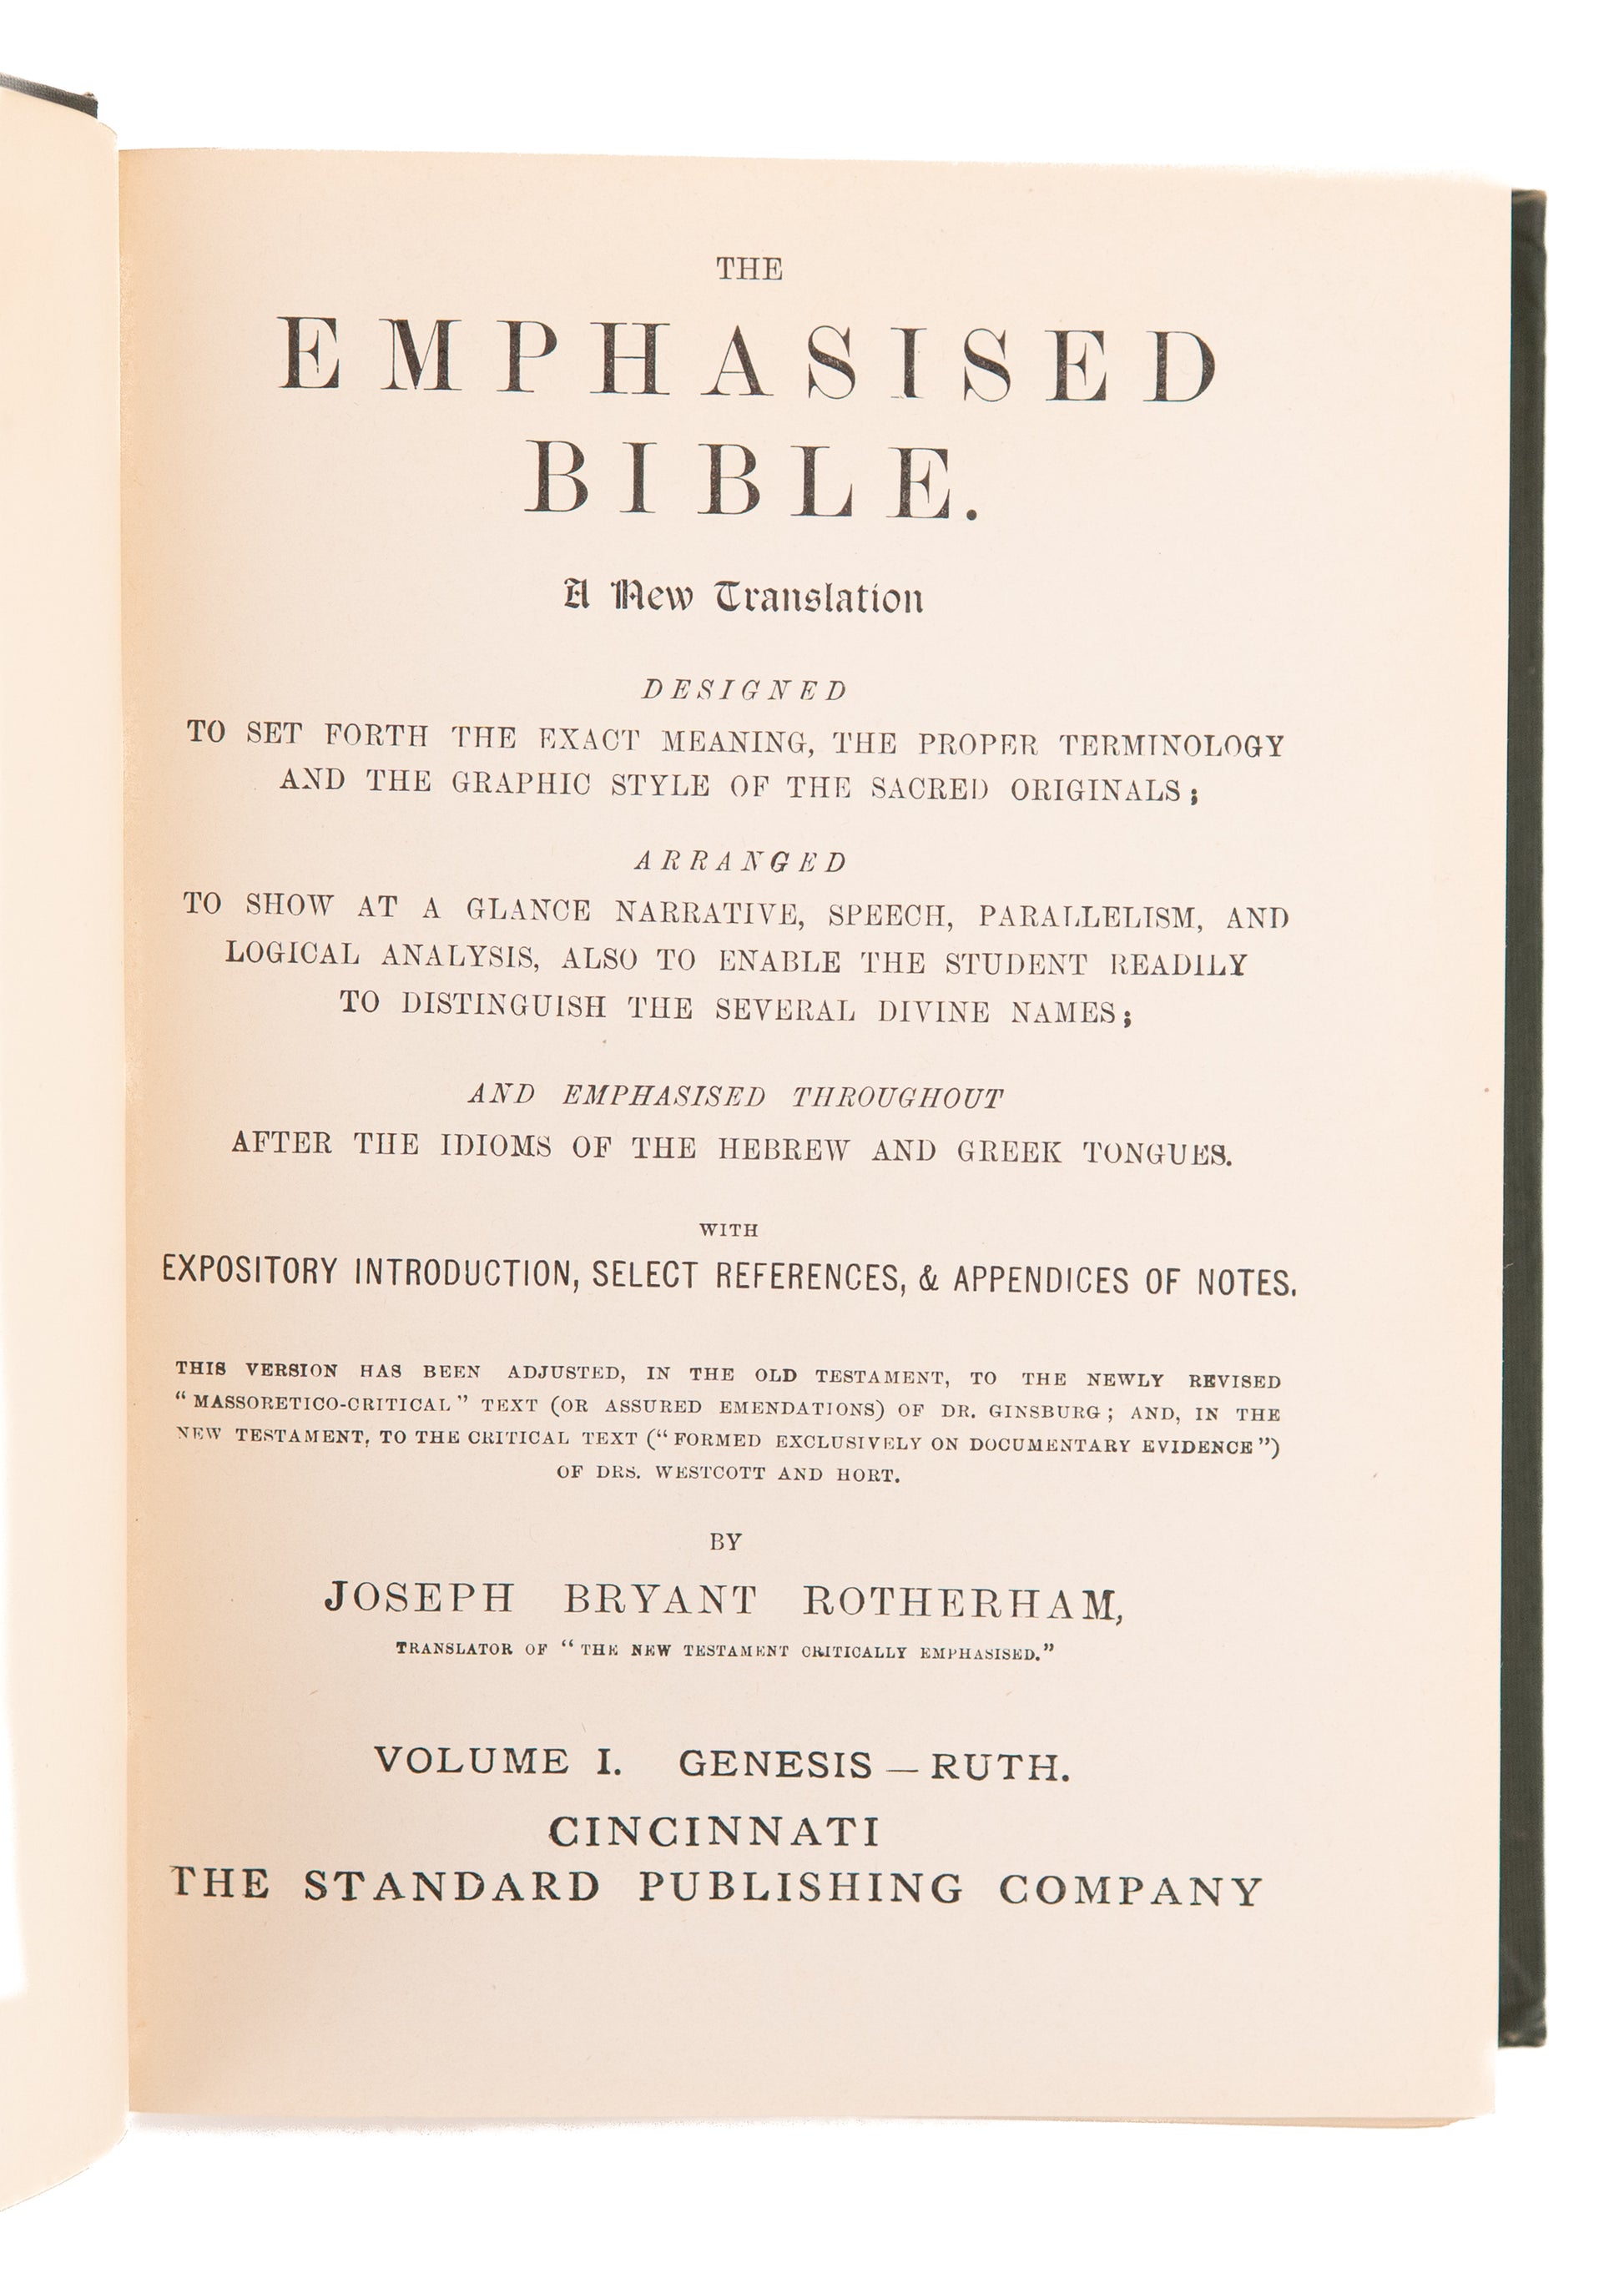 THE
EMPHASISED
BIBLE.
A New Translation
DESIGNED
TO SET FORTH THE EXACT MEANING, THE PROPER TERMINOLOGY
AND THE GRAPHIC STYLE OF THE SACRED ORIGINALS;
ARRANGED
TO SHOW AT A GLANCE NARRATIVE, SPEECH, PARALLELISM, AND
LOGICAL ANALYSIS, ALSO TO ENABLE THE STUDENT READILY
TO DISTINGUISH THE SEVERAL DIVINE NAMES;
AND EMPHASISED THROUGHOUT
AFTER THE IDIOMS OF THE HEBREW AND GREEK TONGUES.
WITH
EXPOSITORY INTRODUCTION, SELECT REFERENCES, & APPENDICES OF NOTES.
THIS VERSION HAS BEEN ADJUSTED, IN THE OLD TESTAMENT, TO THE NEWLY REVISED
“MASSORETICO-CRITICAL” TEXT (OR ASSURED EMENDATIONS) OF DR. GINSBURG; AND, IN THE
NEW TESTAMENT, TO THE CRITICAL TEXT (“FORMED EXCLUSIVELY ON DOCUMENTARY EVIDENCE”)
OF DRS. WESTCOTT AND HORT.
BY
JOSEPH BRYANT ROTHERHAM,
TRANSLATOR OF “THE NEW TESTAMENT CRITICALLY EMPHASISED.”
VOLUME I. GENESIS — RUTH.
CINCINNATI
THE STANDARD PUBLISHING COMPANY